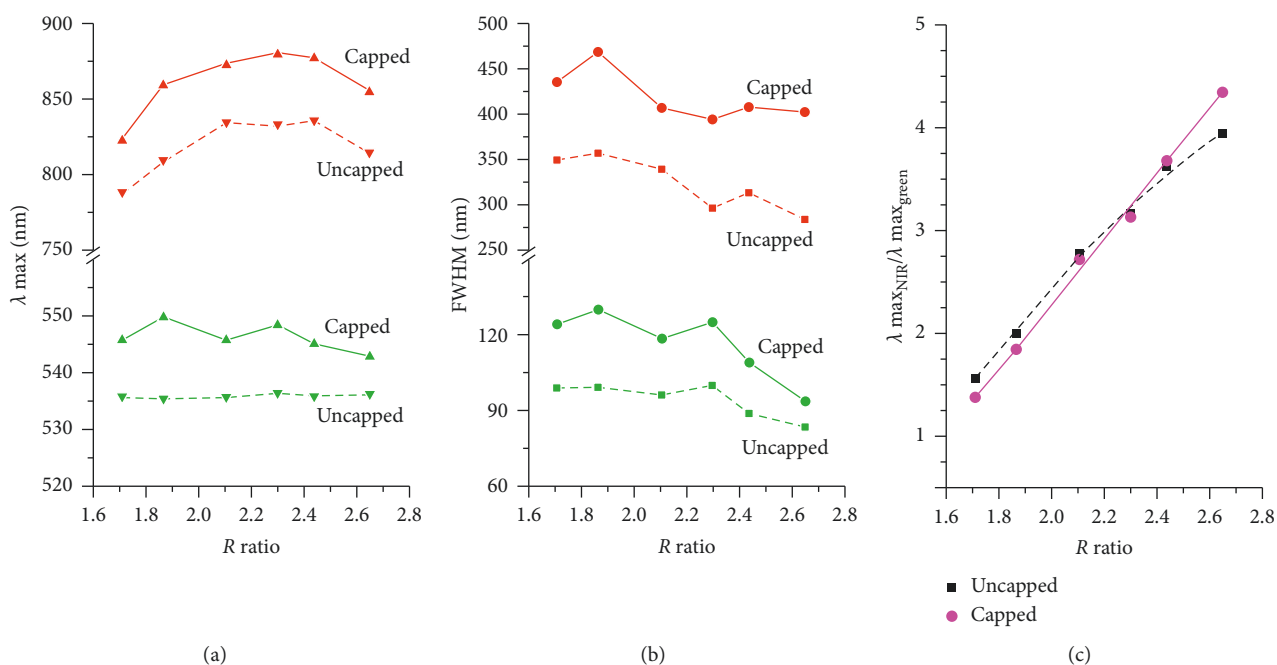 λ max (nm)
900
850
800
750
550
540
530
520
Capped
Uncapped
Capped
Uncapped
1.6 1.8 2.0 2.2 2.4 2.6 2.8
R ratio
(a)
FWHM (nm)
500
450
400
350
300
250
120
90
60
Capped
Uncapped
Capped
Uncapped
1.6 1.8 2.0 2.2 2.4 2.6 2.8
R ratio
(b)
λ maxNIR/λ maxgreen
5
4
3
2
1
1.6 1.8 2.0 2.2 2.4 2.6 2.8
R ratio
Uncapped
Capped
(c)